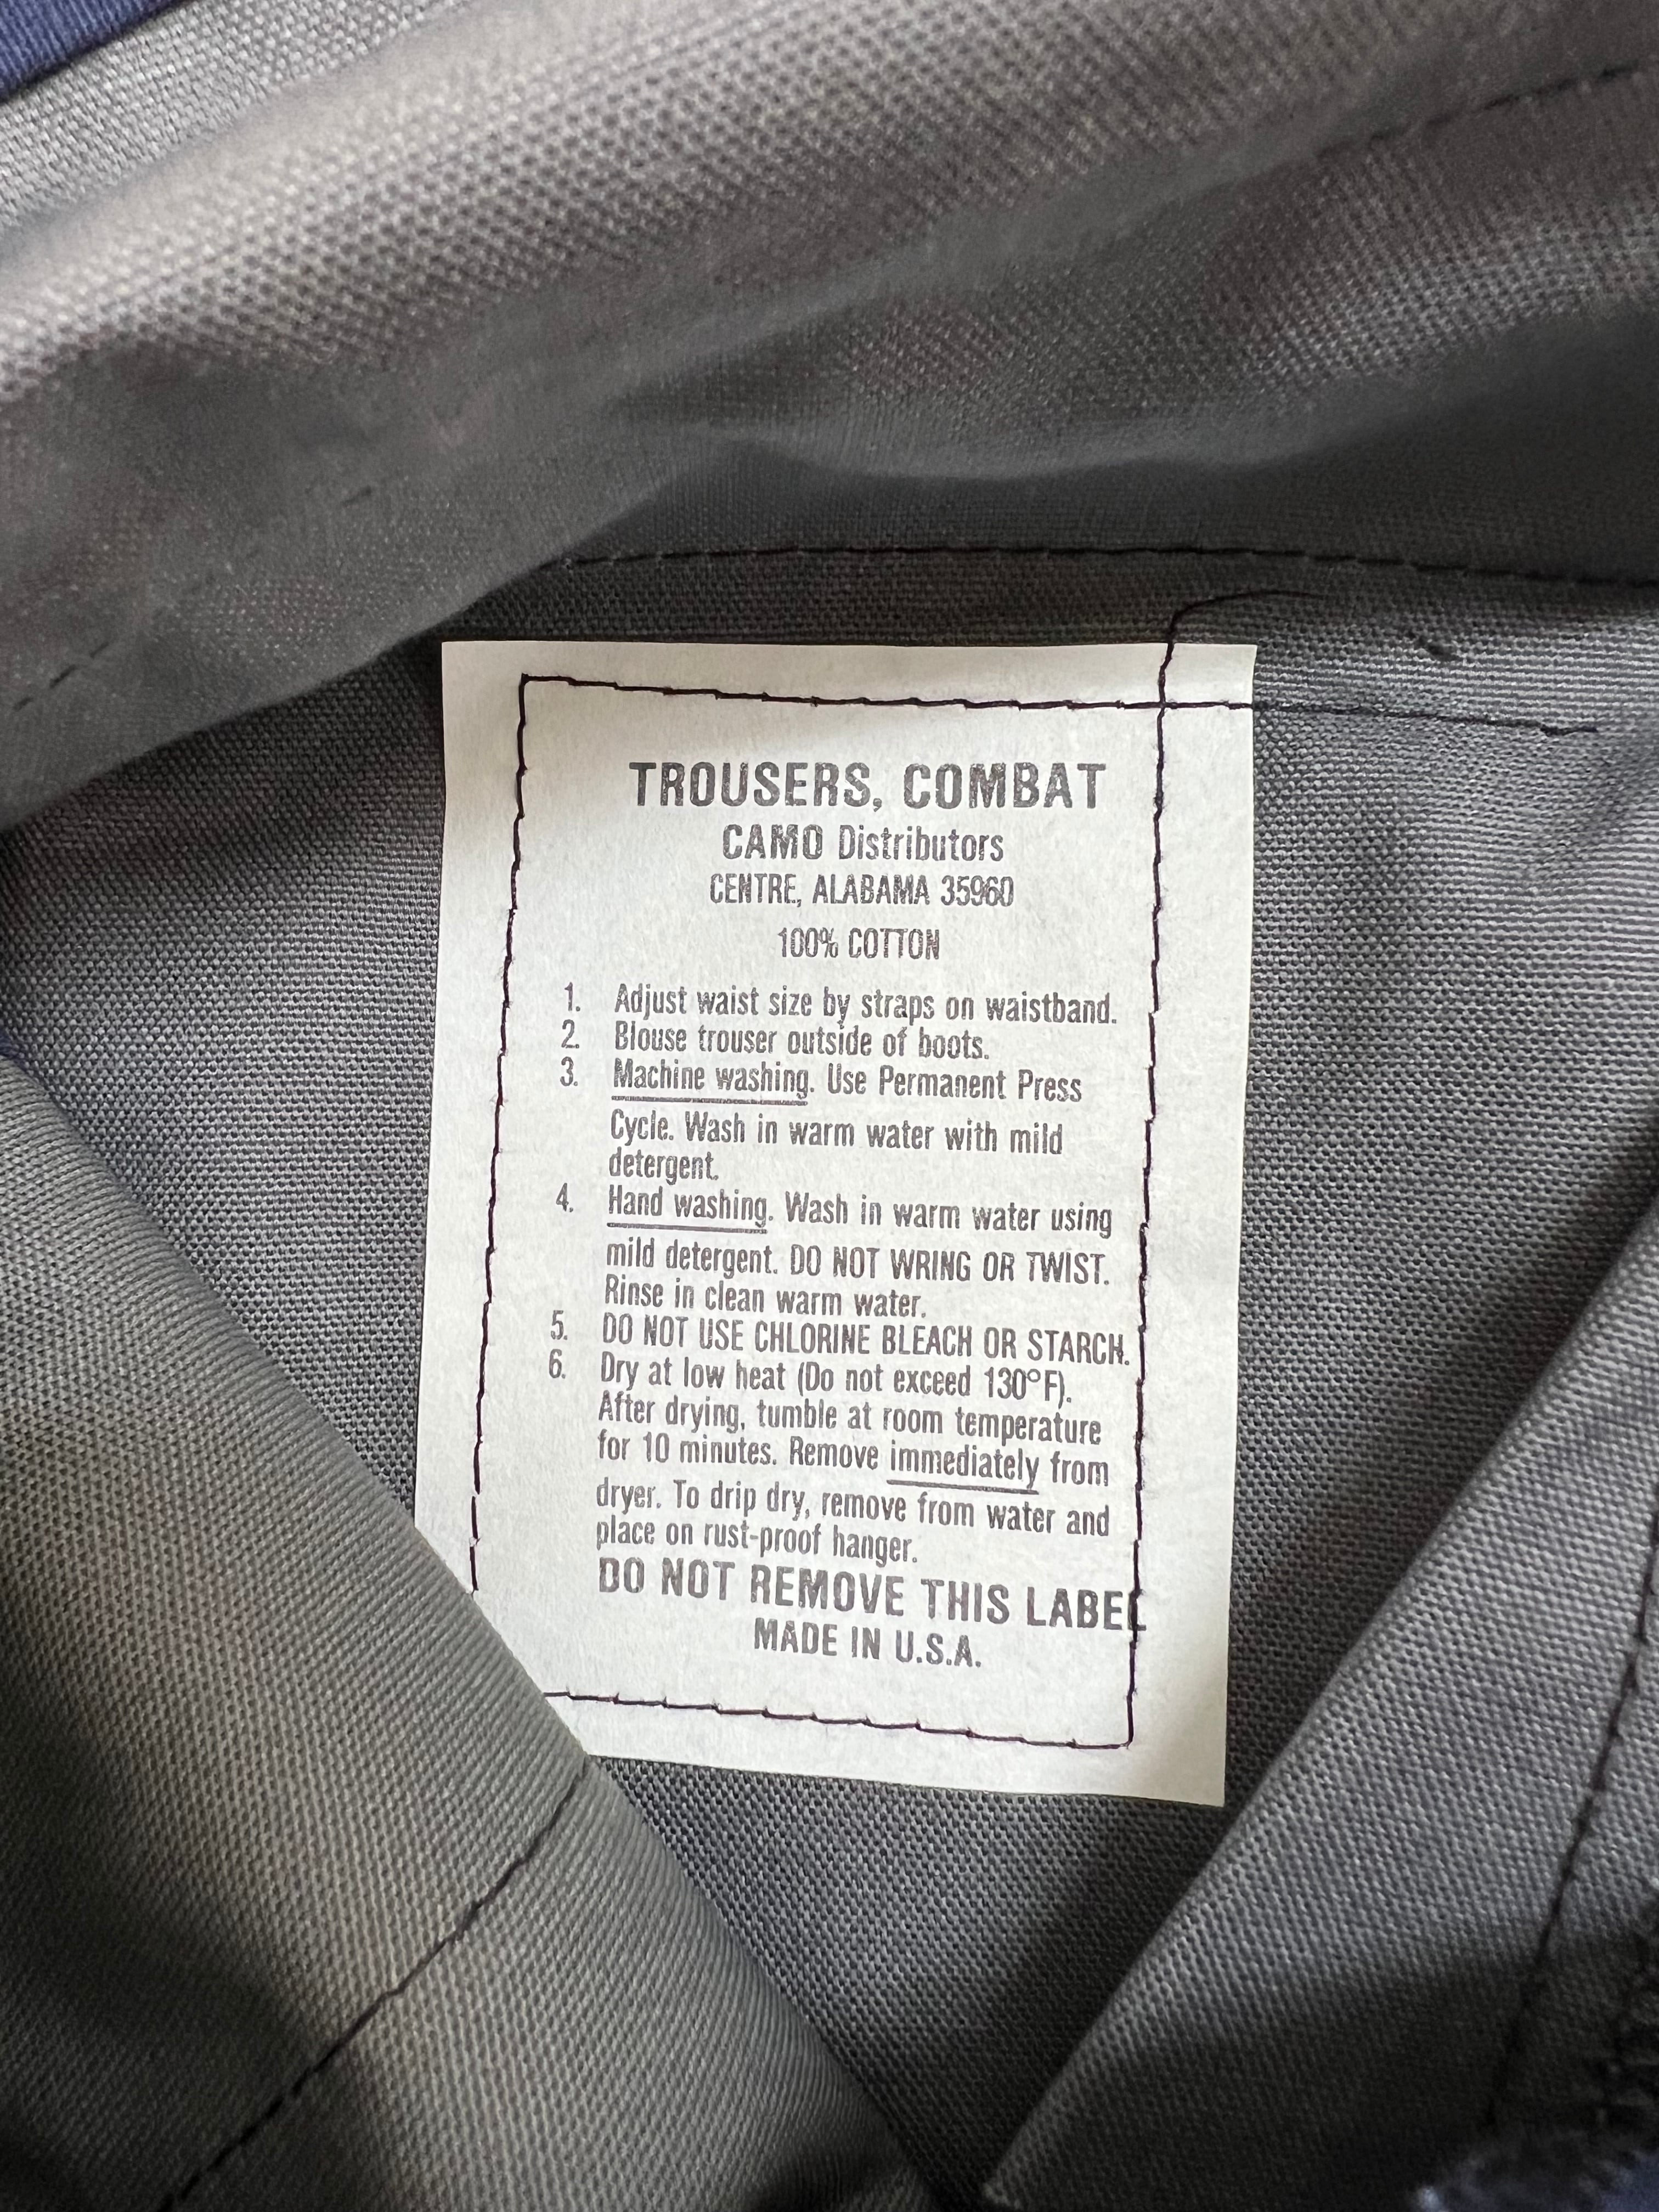 TROUSERS, COMBAT
CAMO Distributors
CENTRE, ALABAMA 35960
100% COTTON
1. Adjust waist size by straps on waistband.
2. Blouse trouser outside of boots.
3. Machine washing. Use Permanent Press
Cycle. Wash in warm water with mild
detergent.
4. Hand washing. Wash in warm water using
mild detergent. DO NOT WRING OR TWIST.
Rinse in clean warm water.
5. DO NOT USE CHLORINE BLEACH OR STARCH.
6. Dry at low heat (Do not exceed 130°F).
After drying, tumble at room temperature
for 10 minutes. Remove immediately from
dryer. To drip dry, remove from water and
place on rust-proof hanger.
DO NOT REMOVE THIS LABEL
MADE IN U.S.A.